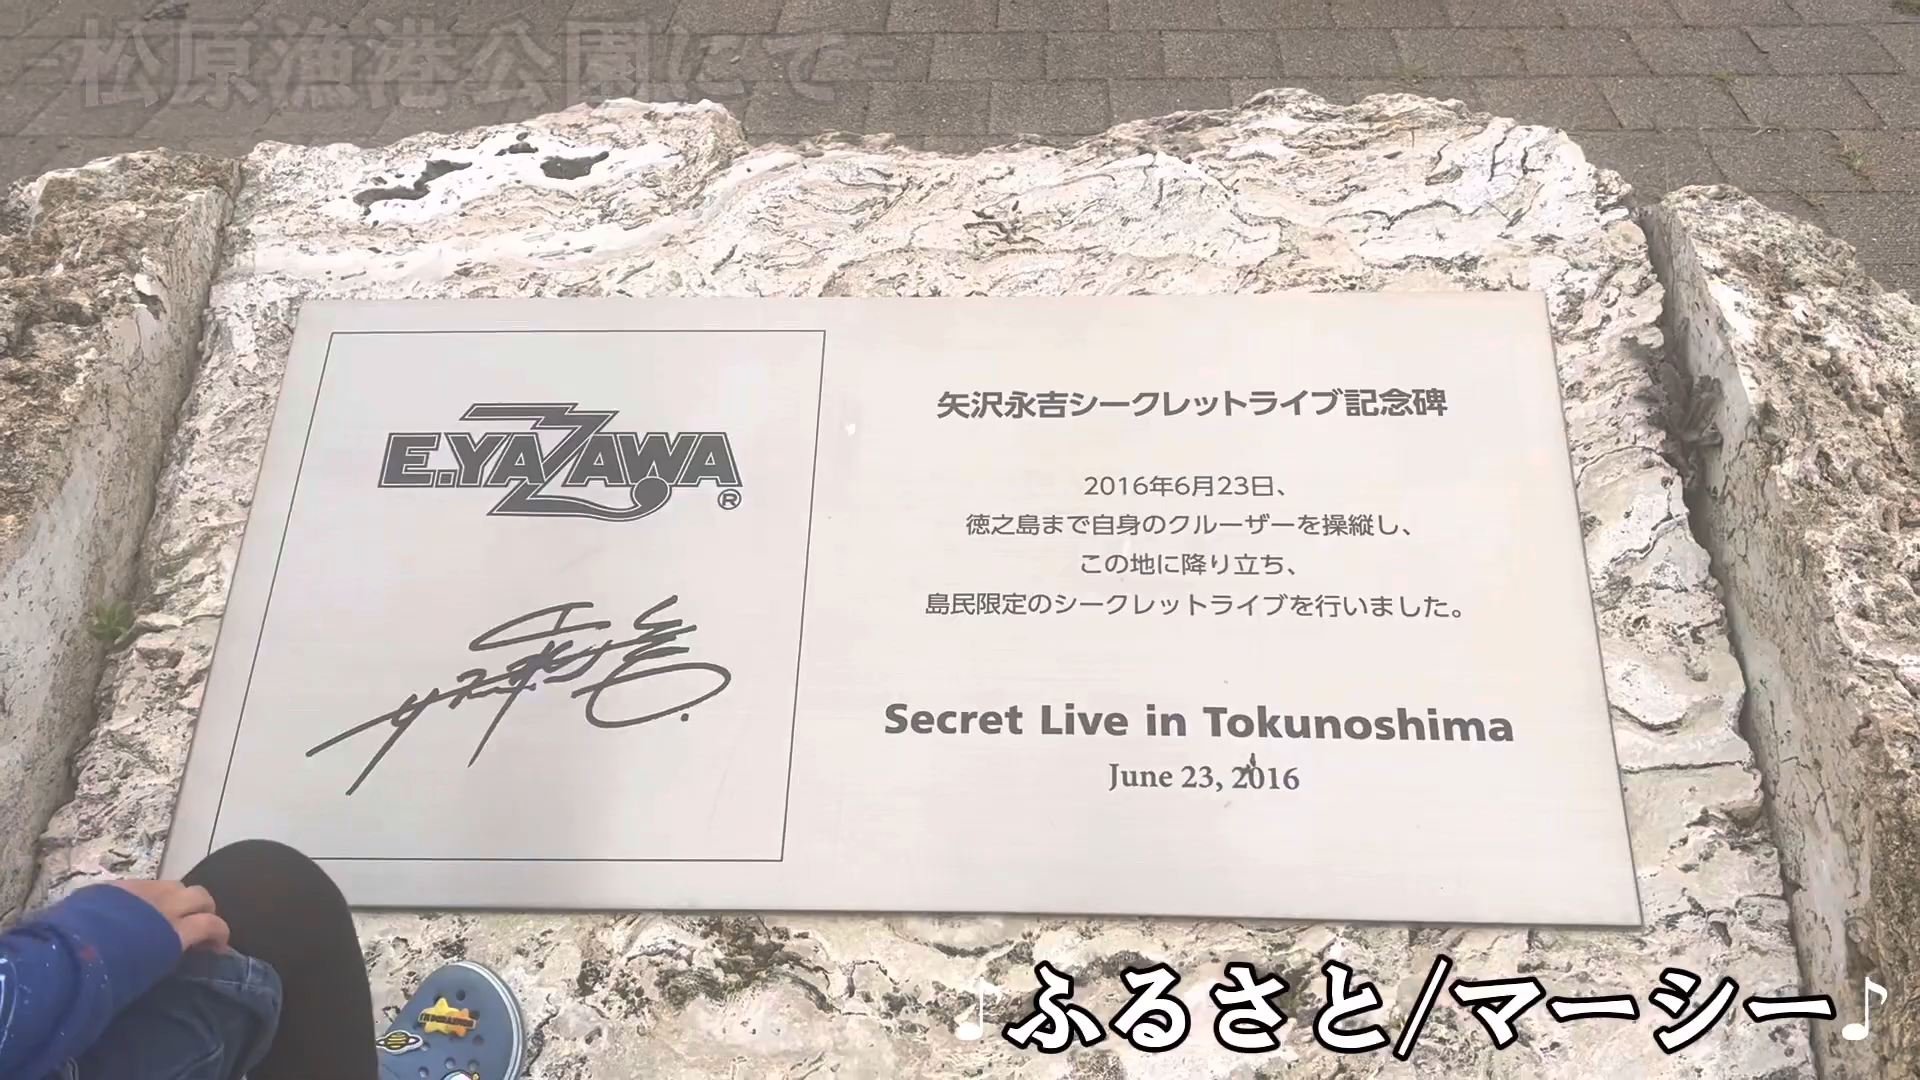 -松原漁港公園にて-
E.YAZAWA®
矢沢永吉シークレットライブ記念碑
2016年6月23日、
徳之島まで自身のクルーザーを操縦し、
この地に降り立ち、
島民限定のシークレットライブを行いました。
Secret Live in Tokunoshima
June 23, 2016
♪ふるさと/マーシー♪